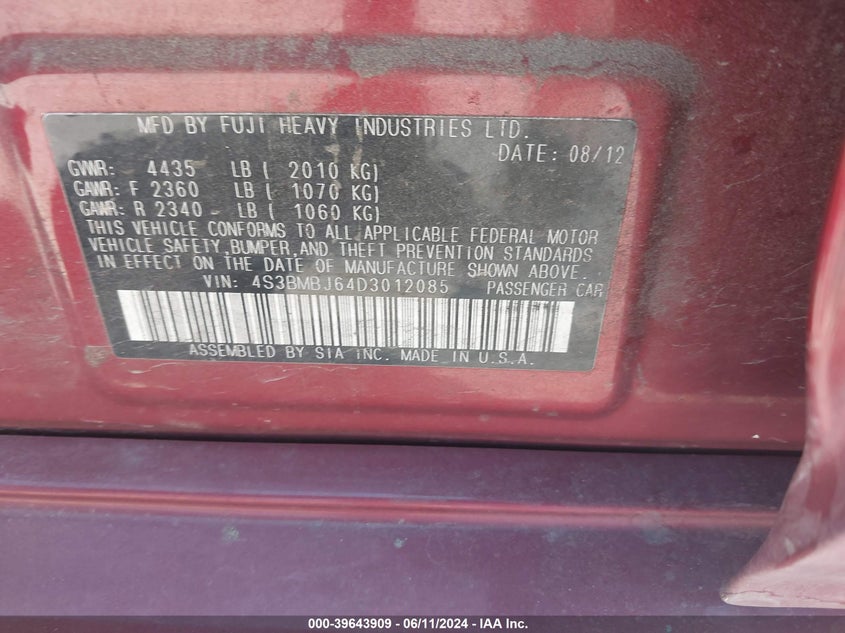 MFD BY FUJI HEAVY INDUSTRIES LTD.
DATE: 08/12
GVWR: 4435 LB ( 2010 KG)
GAWR: F 2360 LB ( 1070 KG)
GAWR: R 2340 LB ( 1060 KG)
THIS VEHICLE CONFORMS TO ALL APPLICABLE FEDERAL MOTOR
VEHICLE SAFETY,BUMPER,AND THEFT PREVENTION STANDARDS
IN EFFECT ON THE DATE OF MANUFACTURE SHOWN ABOVE.
VIN: 4S3BMBJ64D3012085 PASSENGER CAR
ASSEMBLED BY SIA INC. MADE IN U.S.A.
000-39643909 - 06/11/2024 - IAA Inc.